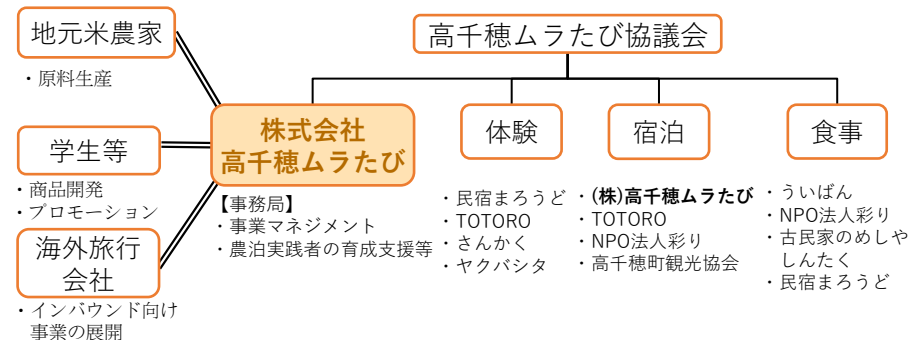 地元米農家
・原料生産
学生等
・商品開発
・プロモーション
海外旅行
会社
・インバウンド向け
事業の展開
株式会社
高千穂ムラたび
【事務局】
・事業マネジメント
・農泊実践者の育成支援等
高千穂ムラたび協議会
体験
・民宿まろうど
・TOTORO
・さんかく
・ヤクバシタ
宿泊
・(株)高千穂ムラたび
・TOTORO
・NPO法人彩り
・高千穂町観光協会
食事
・ういばん
・NPO法人彩り
・古民家のめしや
しんたく
・民宿まろうど